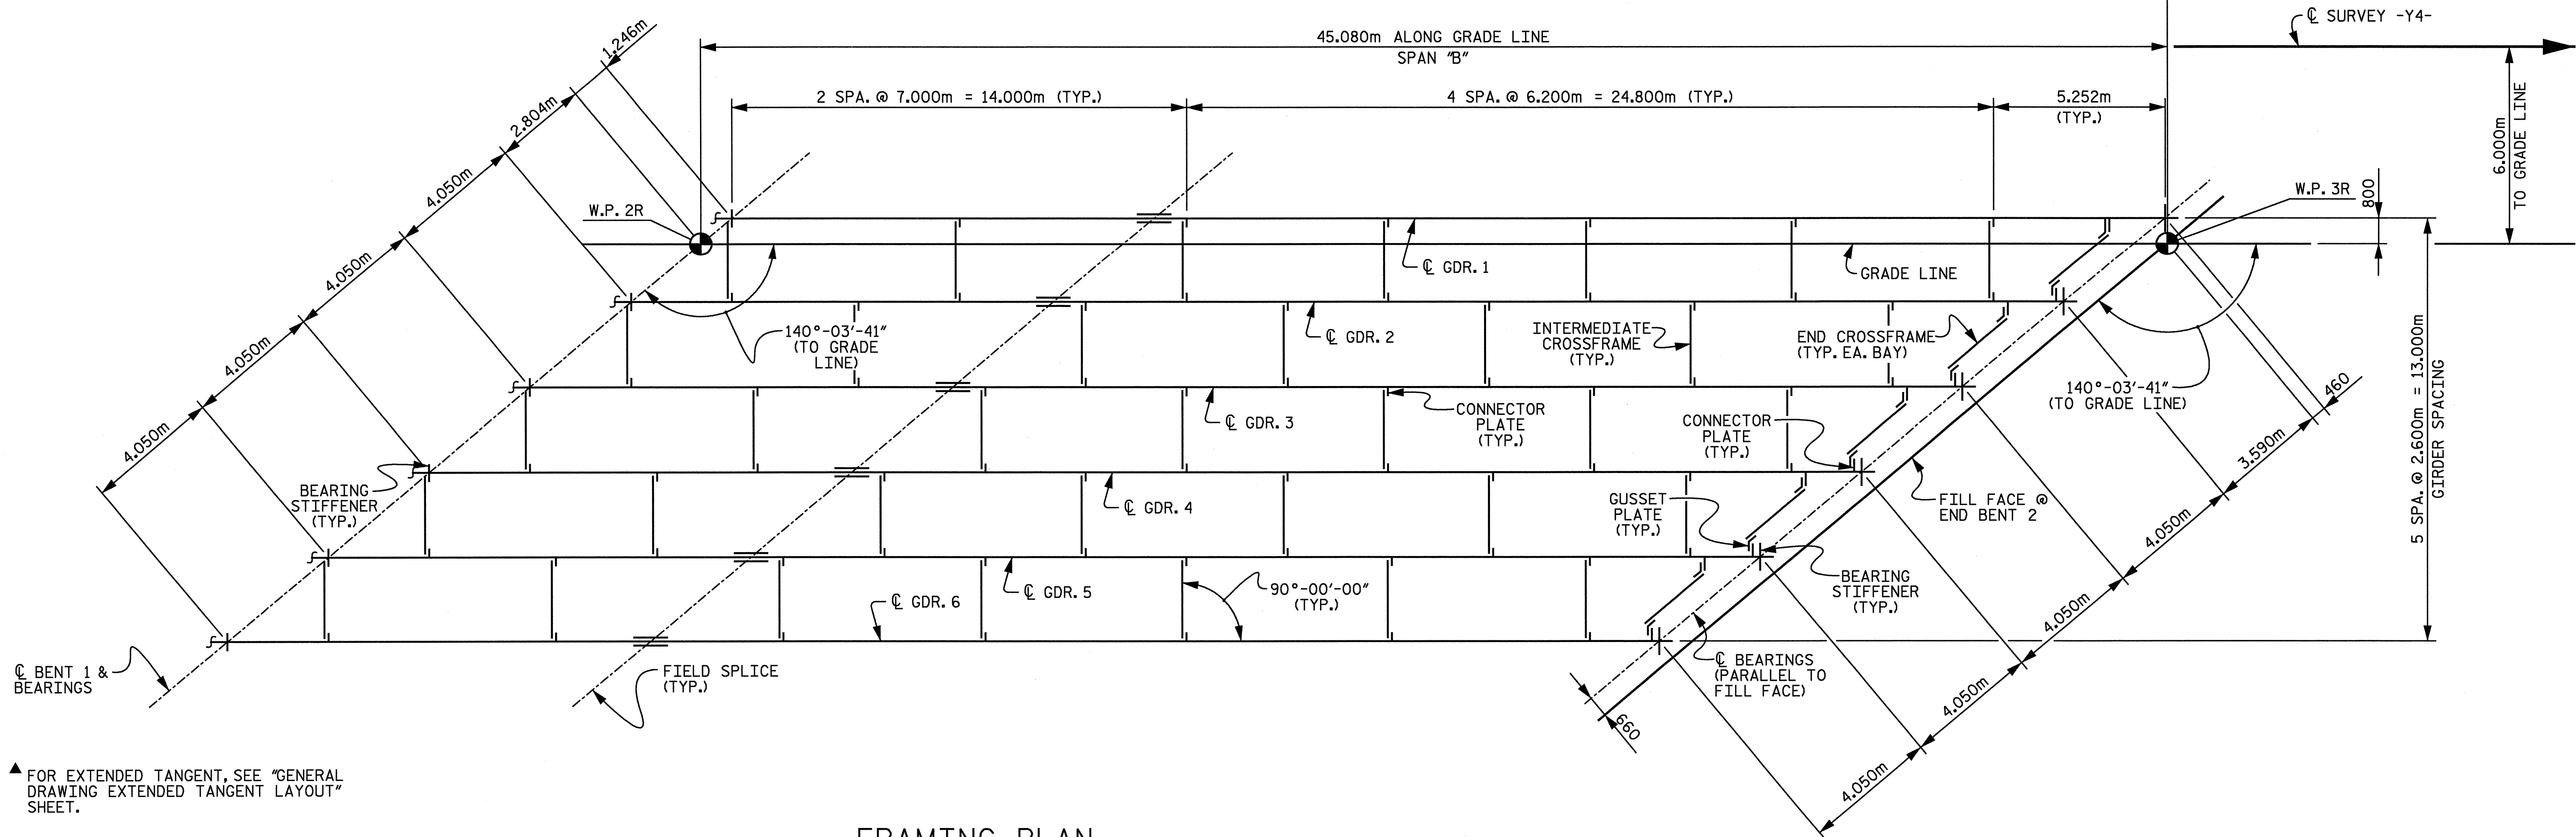 ℄ SURVEY -Y4-
45.080m ALONG GRADE LINE
SPAN "B"
1.246m
2 SPA. @ 7.000m = 14.000m (TYP.)
4 SPA. @ 6.200m = 24.800m (TYP.)
5.252m
(TYP.)
6.000m
TO GRADE LINE
2.804m
4.050m
4.050m
4.050m
4.050m
W.P. 2R
W.P. 3R
800
℄ GDR. 1
GRADE LINE
140°-03'-41"
(TO GRADE
LINE)
℄ GDR. 2
INTERMEDIATE
CROSSFRAME
(TYP.)
END CROSSFRAME
(TYP. EA. BAY)
140°-03'-41"
(TO GRADE LINE)
460
3.590m
4.050m
4.050m
4.050m
4.050m
5 SPA. @ 2.600m = 13.000m
GIRDER SPACING
℄ GDR. 3
CONNECTOR
PLATE
(TYP.)
CONNECTOR
PLATE
(TYP.)
BEARING
STIFFENER
(TYP.)
℄ GDR. 4
GUSSET
PLATE
(TYP.)
FILL FACE @
END BENT 2
℄ GDR. 5
90°-00'-00"
(TYP.)
BEARING
STIFFENER
(TYP.)
℄ GDR. 6
℄ BENT 1 &
BEARINGS
FIELD SPLICE
(TYP.)
℄ BEARINGS
(PARALLEL TO
FILL FACE)
660
▲ FOR EXTENDED TANGENT, SEE "GENERAL
DRAWING EXTENDED TANGENT LAYOUT"
SHEET.
FRAMING PLAN